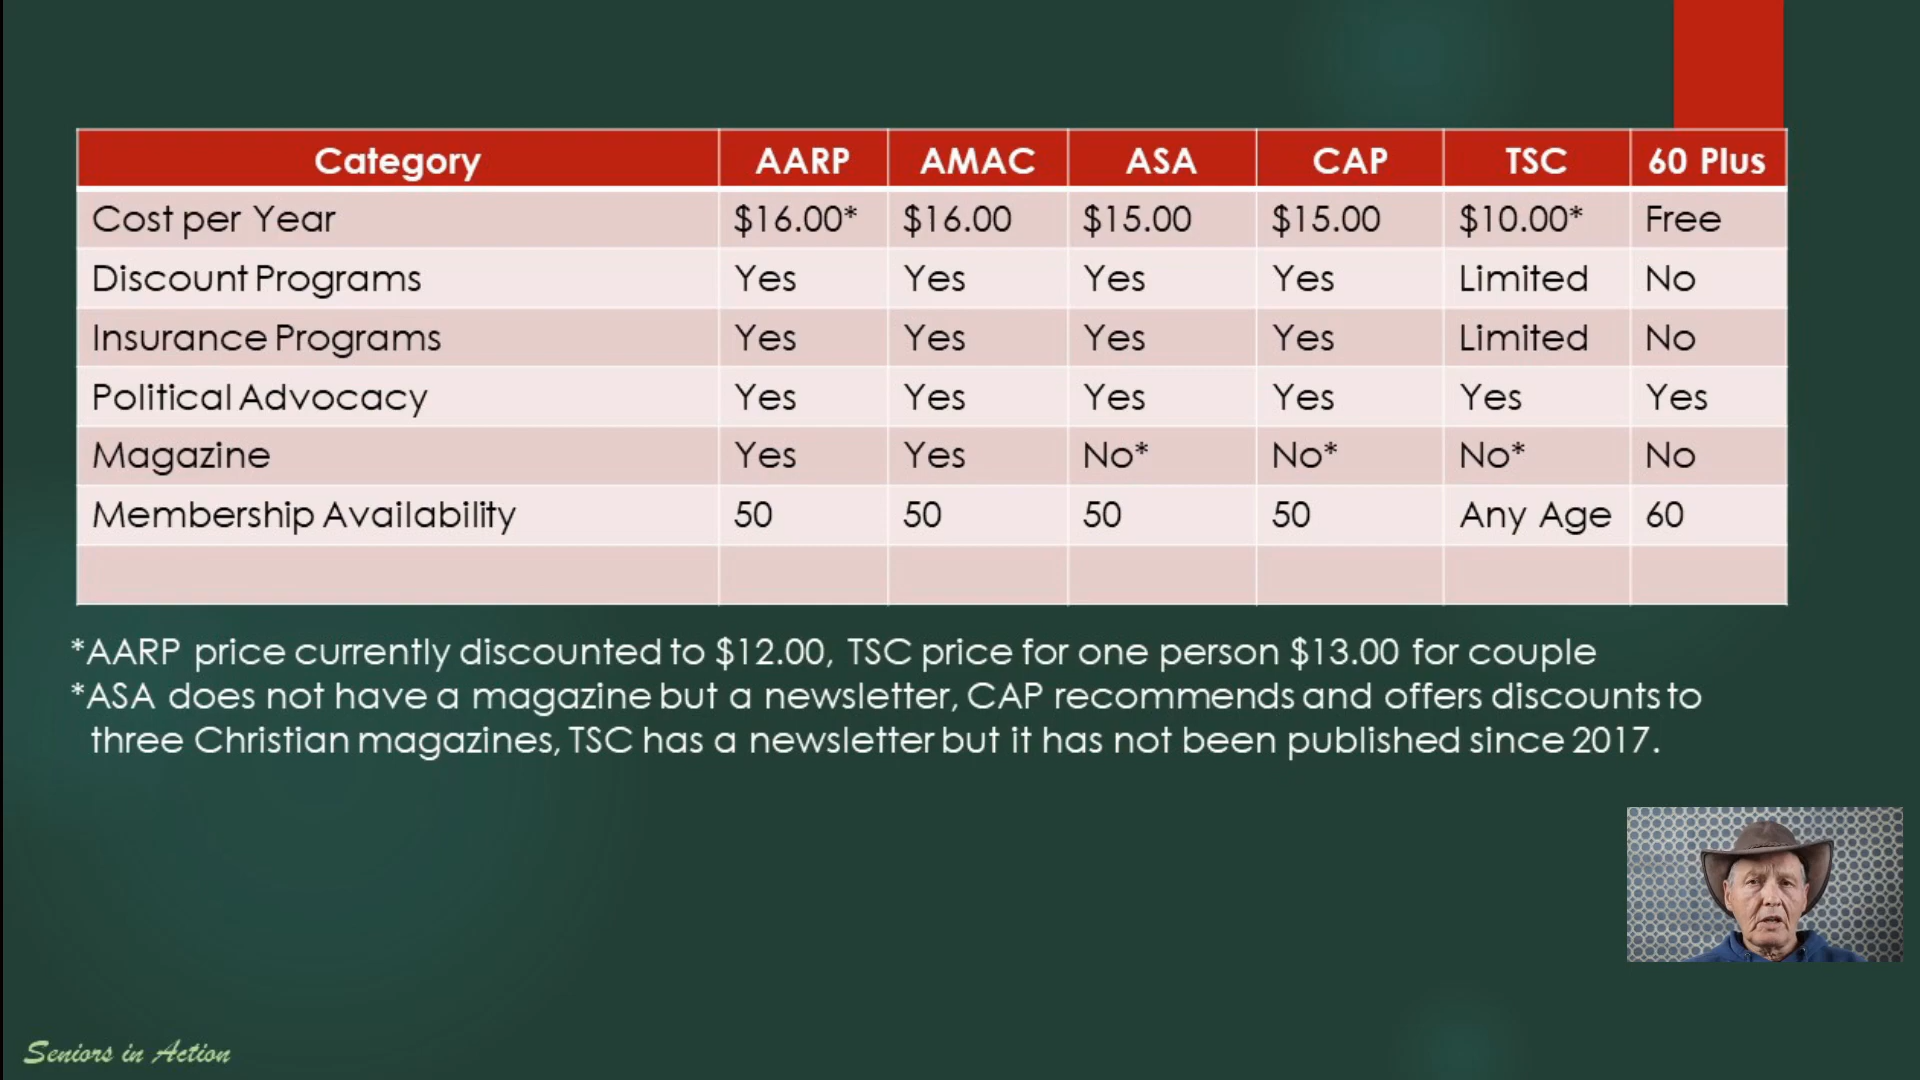 Category AARP AMAC ASA CAP TSC 60 Plus
Cost per Year $16.00* $16.00 $15.00 $15.00 $10.00* Free
Discount Programs Yes Yes Yes Yes Limited No
Insurance Programs Yes Yes Yes Yes Limited No
Political Advocacy Yes Yes Yes Yes Yes Yes
Magazine Yes Yes No* No* No* No
Membership Availability 50 50 50 50 Any Age 60
*AARP price currently discounted to $12.00, TSC price for one person $13.00 for couple
*ASA does not have a magazine but a newsletter, CAP recommends and offers discounts to
three Christian magazines, TSC has a newsletter but it has not been published since 2017.
Seniors in Action